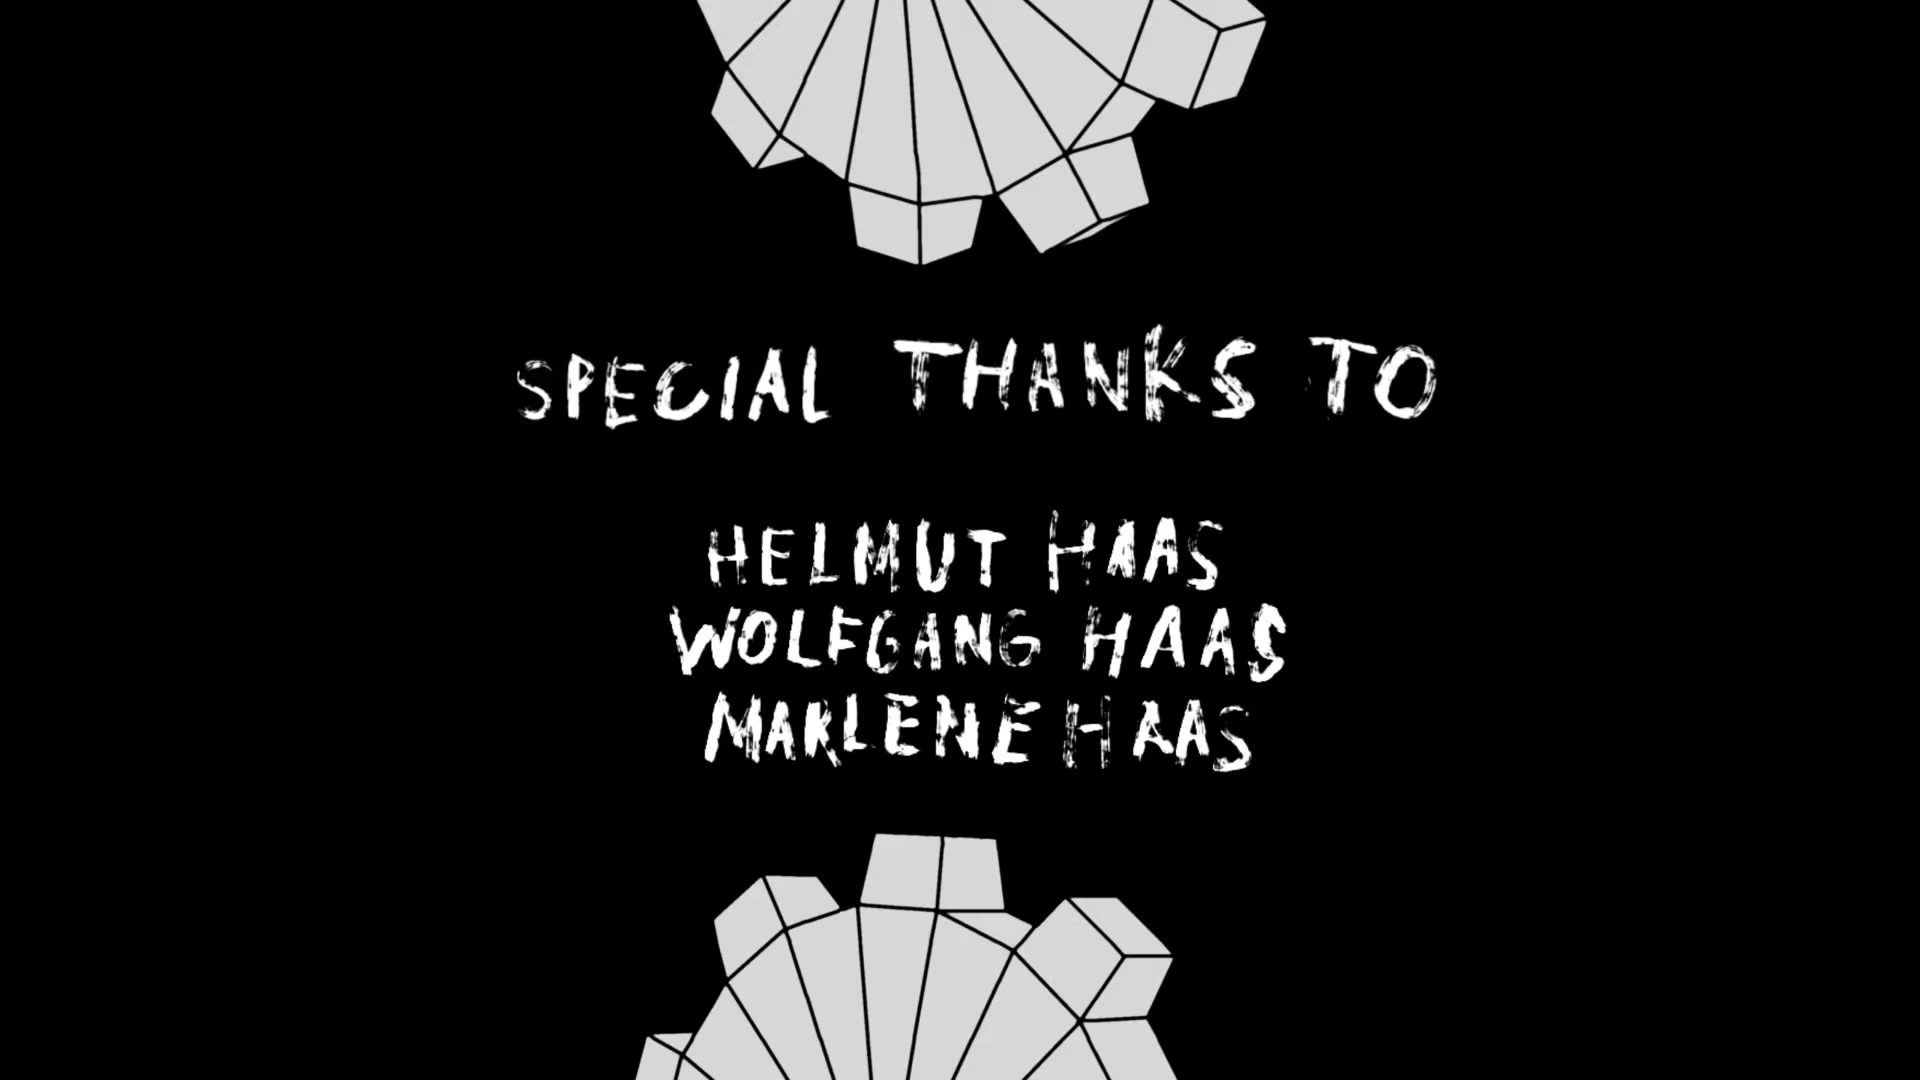 SPECIAL THANKS TO
HELMUT HAAS
WOLFGANG HAAS
MARLENE HAAS